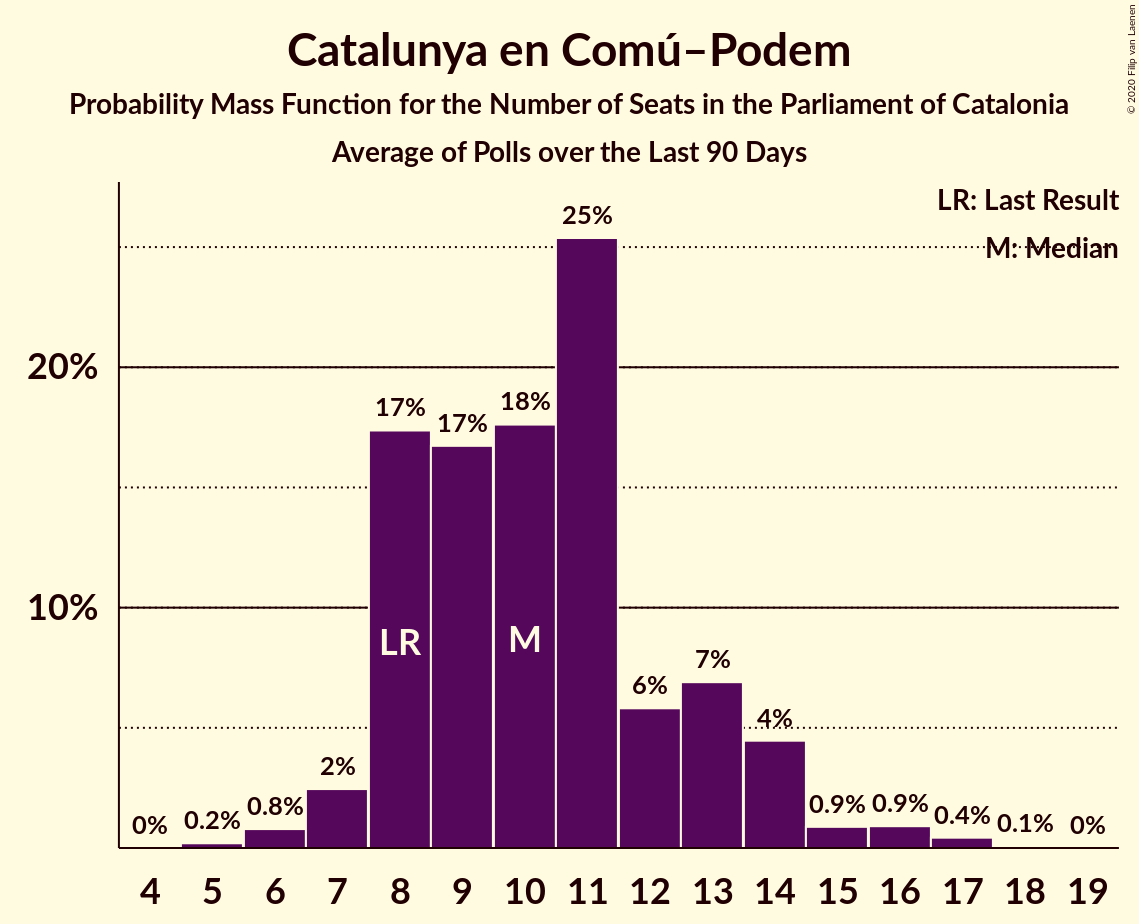 Catalunya en Comú–Podem
Probability Mass Function for the Number of Seats in the Parliament of Catalonia
Average of Polls over the Last 90 Days
© 2020 Filip van Laenen
LR: Last Result
M: Median
25%
20%
17%
17%
18%
10%
LR
M
7%
6%
4%
2%
0%
0.2%
0.8%
0.9%
0.9%
0.4%
0.1%
0%
4 5 6 7 8 9 10 11 12 13 14 15 16 17 18 19